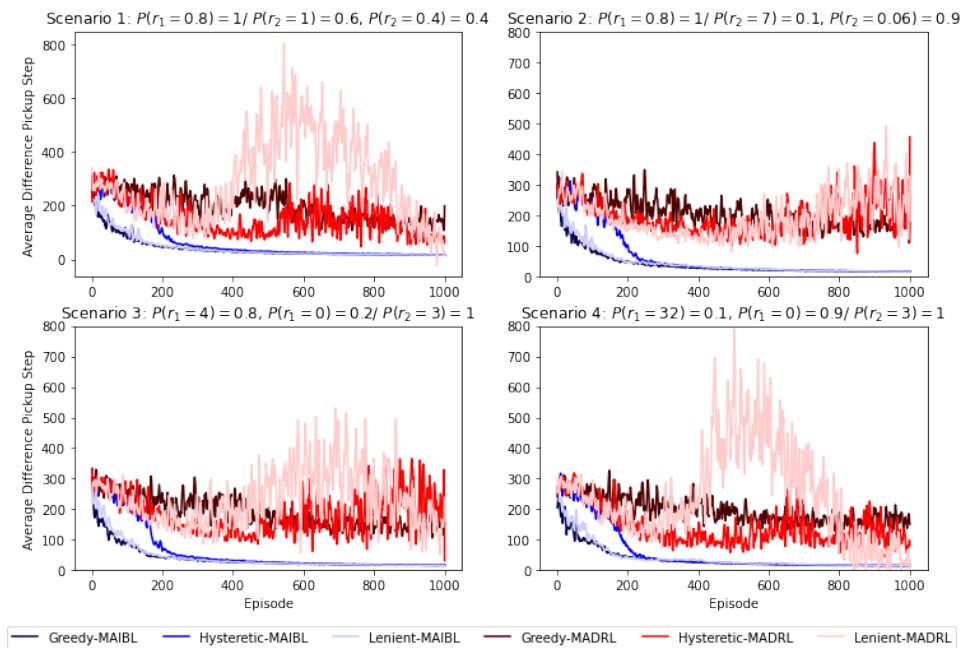 Scenario 1: P(r₁ = 0.8) = 1/ P(r₂ = 1) = 0.6, P(r₂ = 0.4) = 0.4
Average Difference Pickup Step
800
600
400
200
0
0 200 400 600 800 1000
Scenario 2: P(r₁ = 0.8) = 1/ P(r₂ = 7) = 0.1, P(r₂ = 0.06) = 0.9
800
700
600
500
400
300
200
100
0
0 200 400 600 800 1000
Scenario 3: P(r₁ = 4) = 0.8, P(r₁ = 0) = 0.2/ P(r₂ = 3) = 1
Average Difference Pickup Step
800
700
600
500
400
300
200
100
0
0 200 400 600 800 1000
Episode
Scenario 4: P(r₁ = 32) = 0.1, P(r₁ = 0) = 0.9/ P(r₂ = 3) = 1
800
700
600
500
400
300
200
100
0
0 200 400 600 800 1000
Episode
Greedy-MAIBL Hysteretic-MAIBL Lenient-MAIBL Greedy-MADRL Hysteretic-MADRL Lenient-MADRL